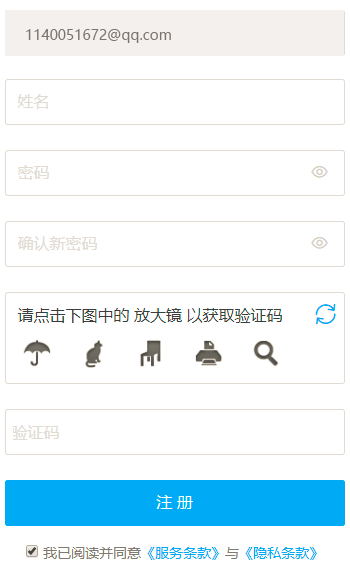 1140051672@qq.com
姓名
密码
确认新密码
请点击下图中的 放大镜 以获取验证码
验证码
注 册
我已阅读并同意《服务条款》与《隐私条款》